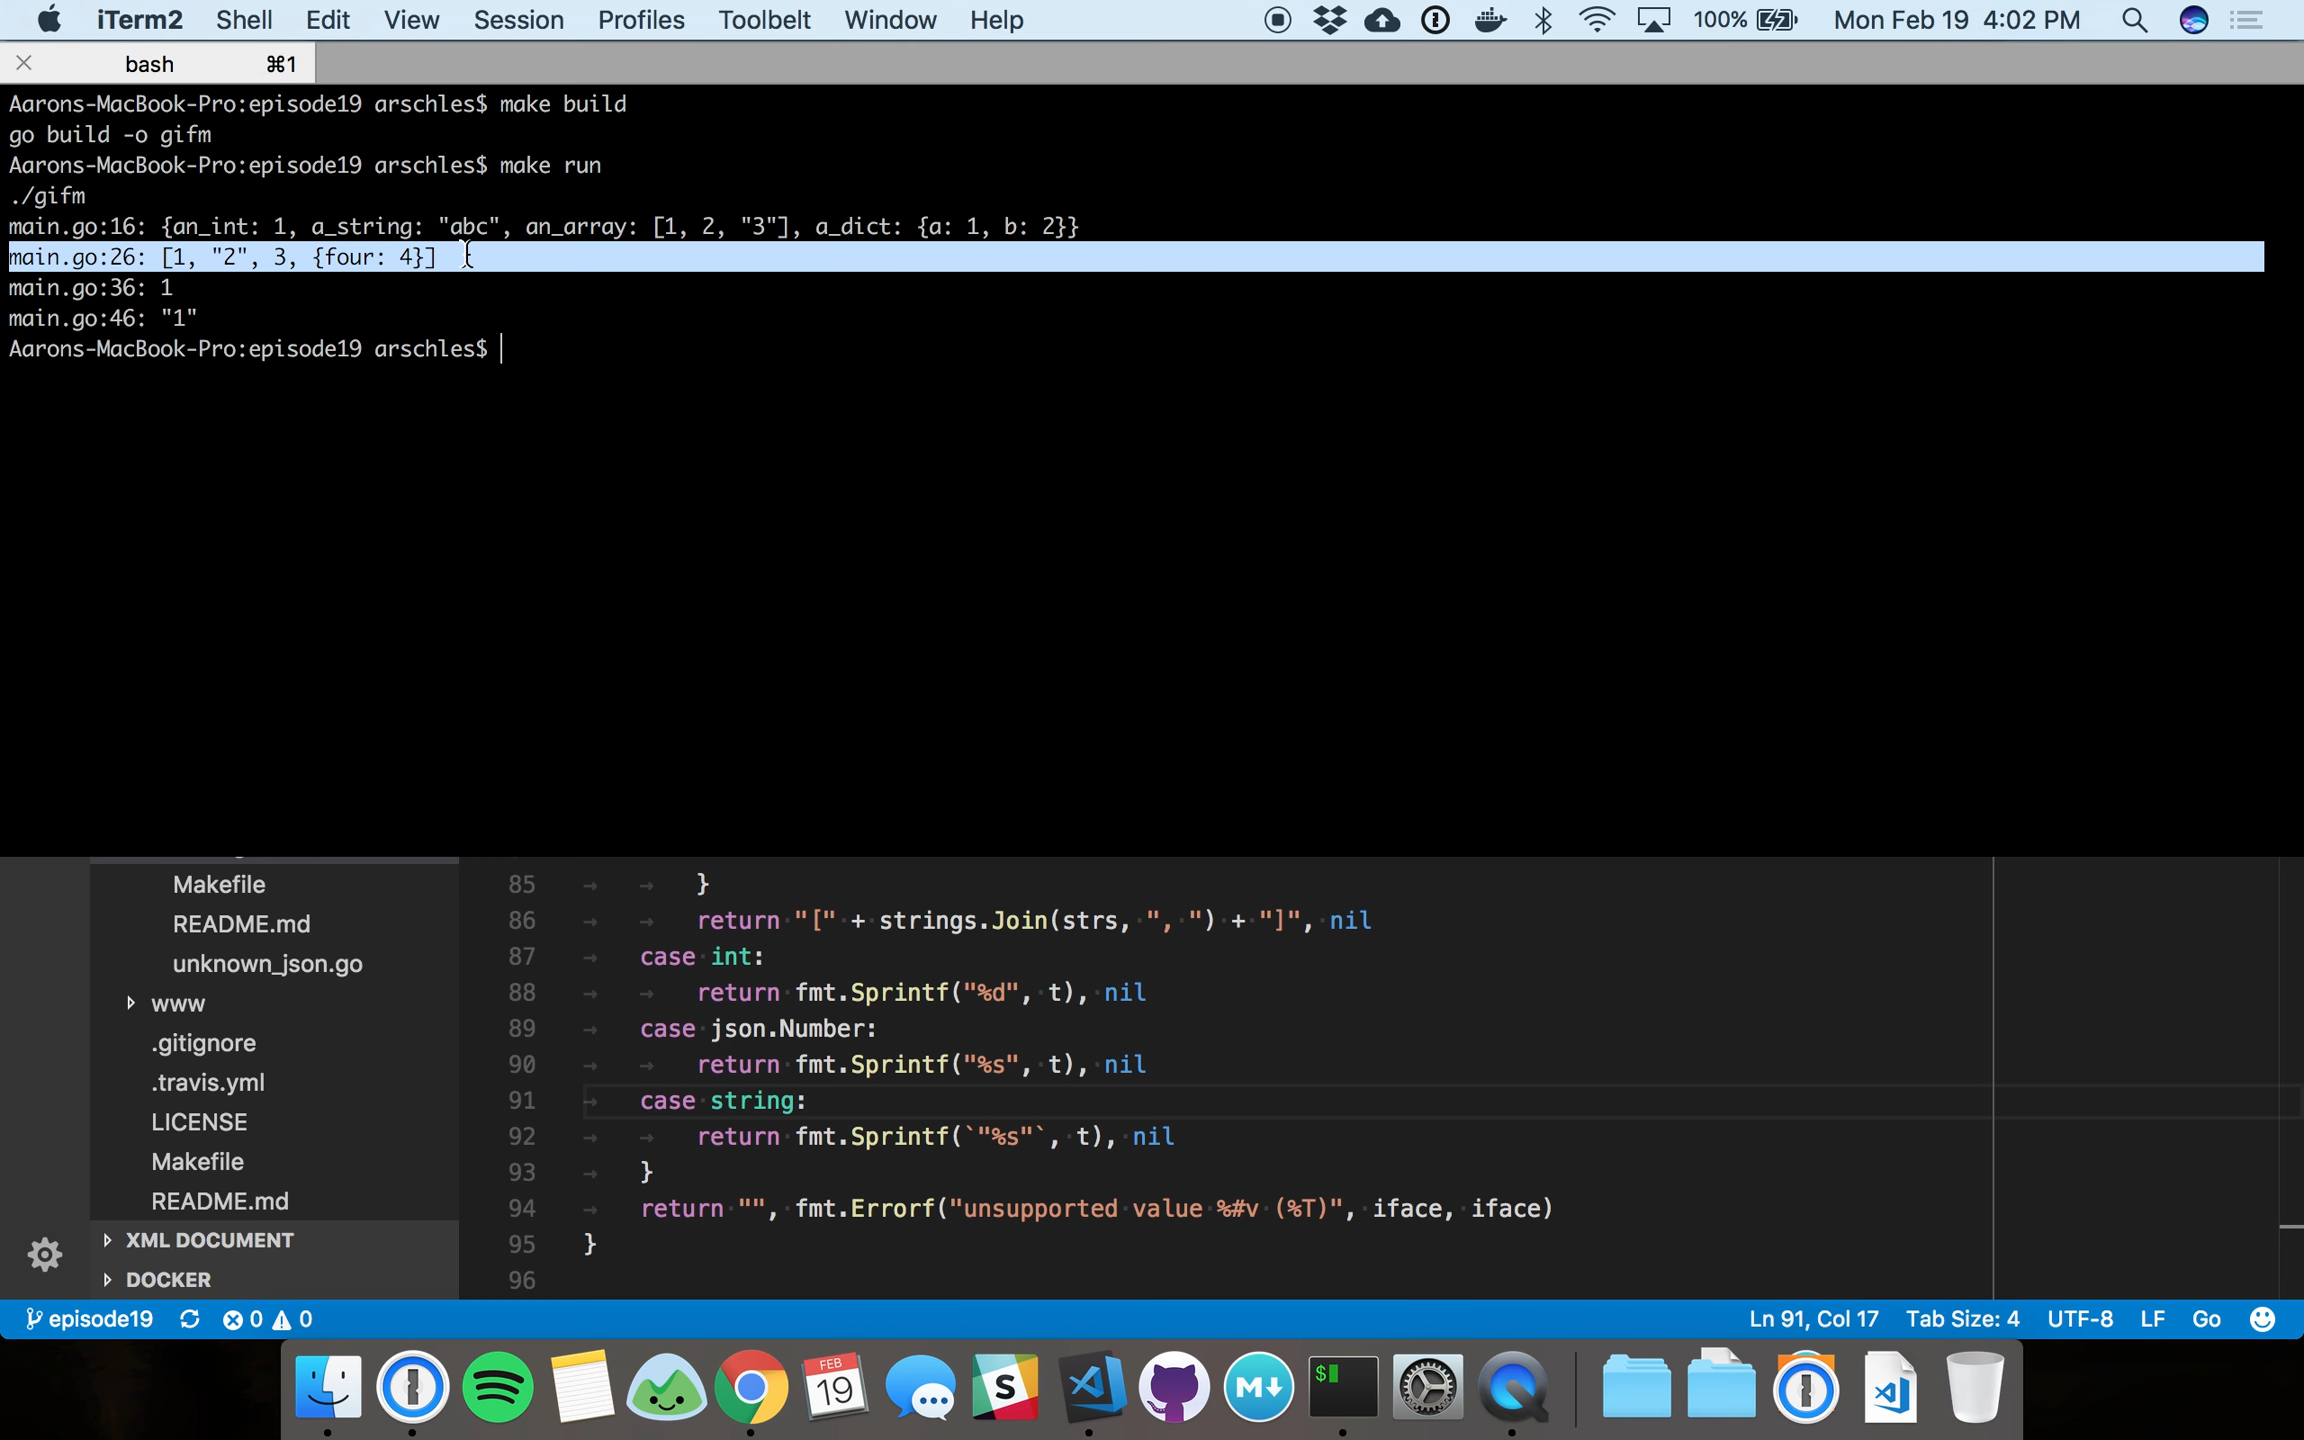 iTerm2 Shell Edit View Session Profiles Toolbelt Window Help 100% Mon Feb 19 4:02 PM
bash ⌘1
Aarons-MacBook-Pro:episode19 arschles$ make build
go build -o gifm
Aarons-MacBook-Pro:episode19 arschles$ make run
./gifm
main.go:16: {an_int: 1, a_string: "abc", an_array: [1, 2, "3"], a_dict: {a: 1, b: 2}}
main.go:26: [1, "2", 3, {four: 4}]
main.go:36: 1
main.go:46: "1"
Aarons-MacBook-Pro:episode19 arschles$
Makefile
README.md
unknown_json.go
www
.gitignore
.travis.yml
LICENSE
Makefile
README.md
XML DOCUMENT
DOCKER
85 }
86 return "[" + strings.Join(strs, ", ") + "]", nil
87 case int:
88 return fmt.Sprintf("%d", t), nil
89 case json.Number:
90 return fmt.Sprintf("%s", t), nil
91 case string:
92 return fmt.Sprintf(`"%s"`, t), nil
93 }
94 return "", fmt.Errorf("unsupported value %#v (%T)", iface, iface)
95 }
96
episode19 0 0 Ln 91, Col 17 Tab Size: 4 UTF-8 LF Go
FEB
19
S
M↓
$